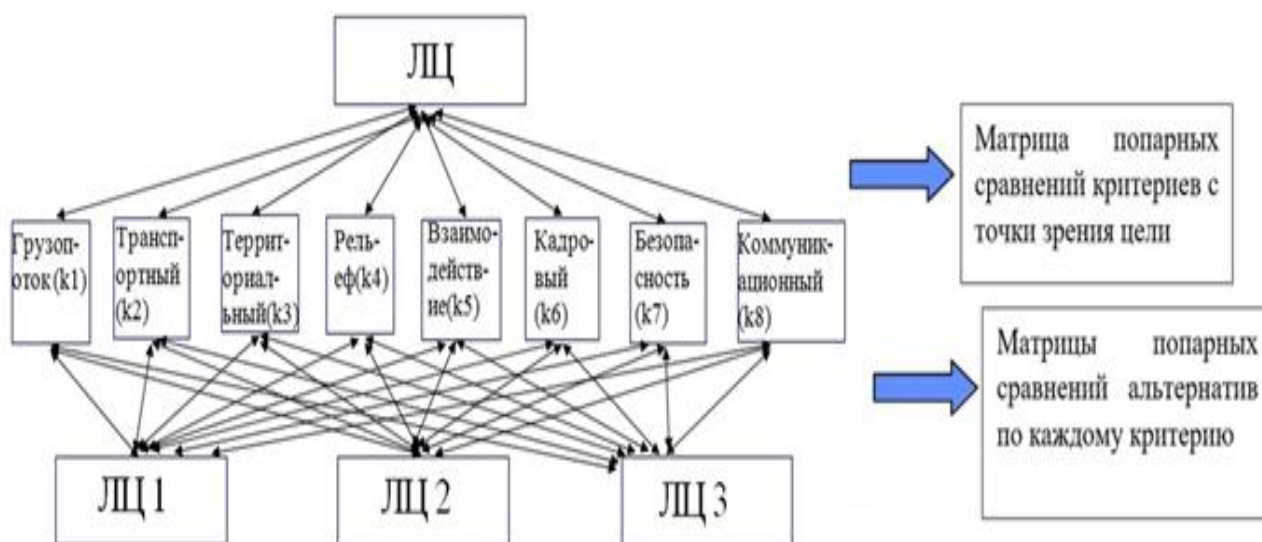 ЛЦ
Грузоп-
оток(k1)
Трансп-
ортный
(k2)
Террит-
ориал-
ьный(k3)
Рель-
еф(k4)
Взаимо-
действ-
ие(k5)
Кадро-
вый
(k6)
Безопа-
сность
(k7)
Коммуник-
ационный
(k8)
ЛЦ 1
ЛЦ 2
ЛЦ 3
Матрица попарных
сравнений критериев с
точки зрения цели
Матрицы попарных
сравнений альтернатив
по каждому критерию